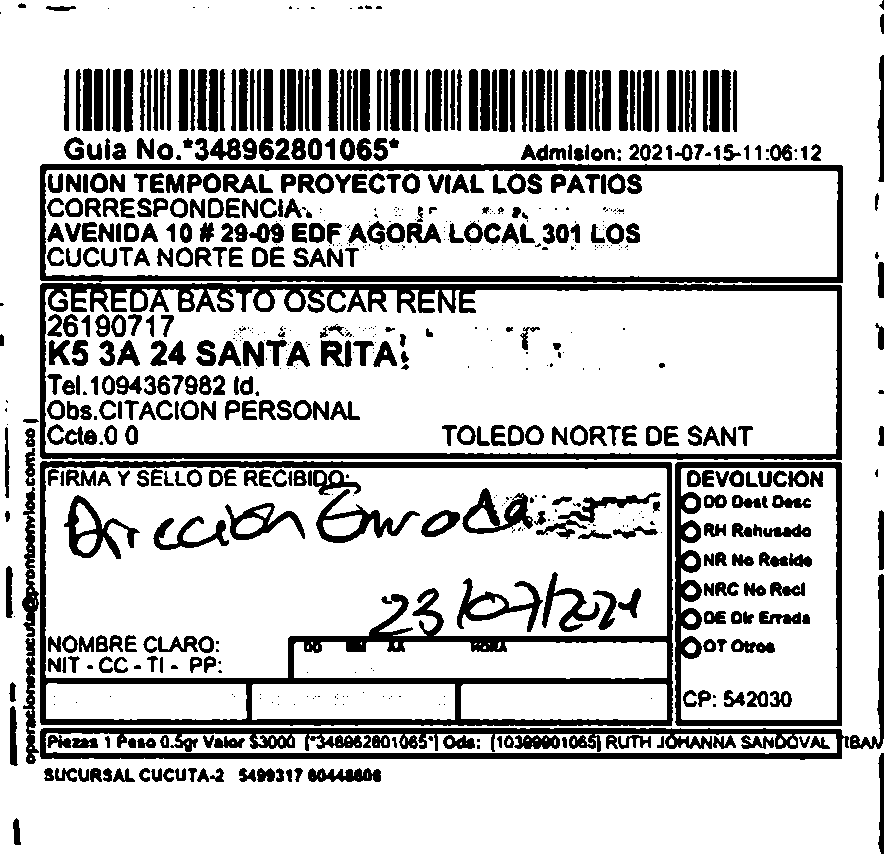 Guia No.*348962801065*
Admision: 2021-07-15-11:06:12
UNION TEMPORAL PROYECTO VIAL LOS PATIOS
CORRESPONDENCIA
AVENIDA 10 # 29-09 EDF AGORA LOCAL 301 LOS
CUCUTA NORTE DE SANT
GEREDA BASTO OSCAR RENE
26190717
K5 3A 24 SANTA RITA
Tel.1094367982 Id.
Obs.CITACION PERSONAL
Ccte.0 0
TOLEDO NORTE DE SANT
operacionescucuta@prontoenvios.com.co |
FIRMA Y SELLO DE RECIBIDO:
Dirección Errada
23/07/2021
NOMBRE CLARO:
NIT - CC - TI - PP:
DD MM AA HORA
DEVOLUCION
DD Dest Desc
RH Rehusado
NR No Reside
NRC No Recl
DE Dir Errada
OT Otros
CP: 542030
Piezas 1 Peso 0.5gr Valor $3000 (*348962801065*) Ods: (10399901065) RUTH JOHANNA SANDOVAL TIBAM
SUCURSAL CUCUTA-2 5499317 60448606